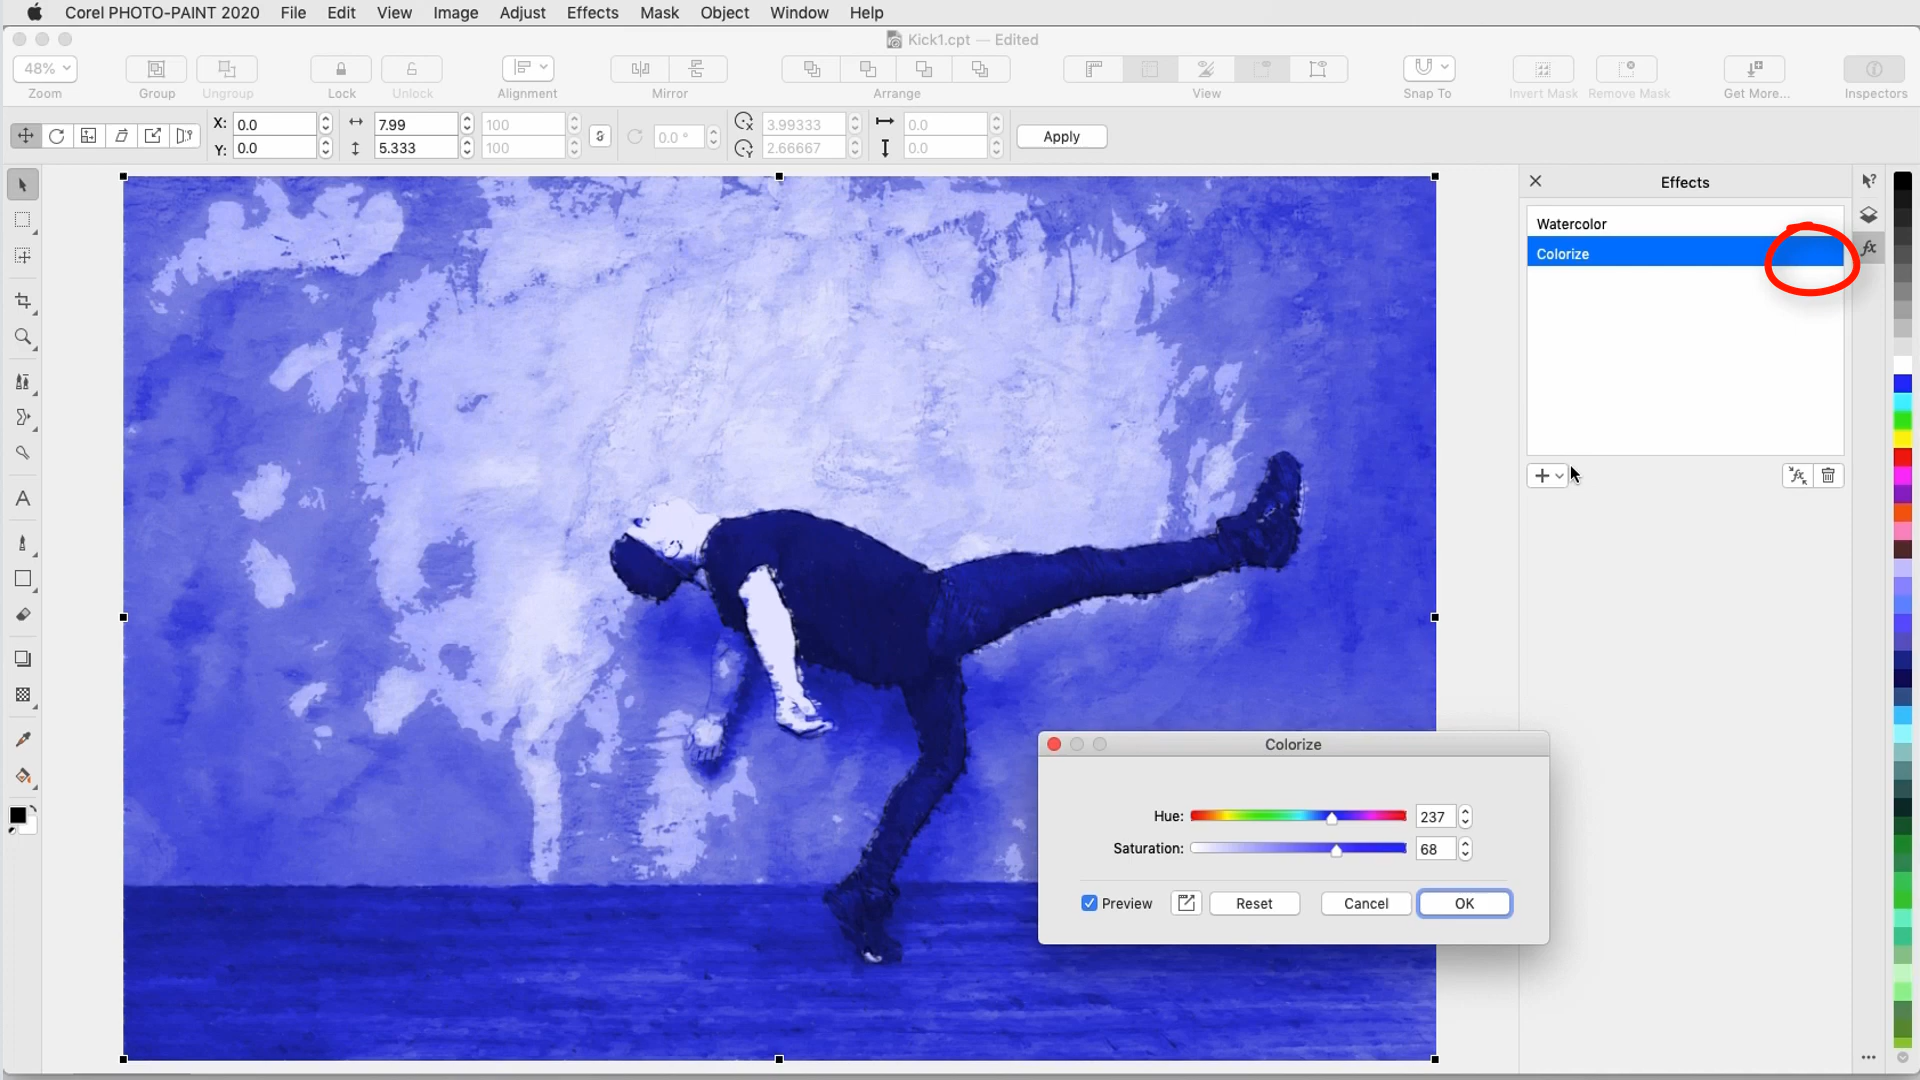 Corel PHOTO-PAINT 2020 File Edit View Image Adjust Effects Mask Object Window Help
Kick1.cpt — Edited
48%
Zoom Group Ungroup Lock Unlock Alignment Mirror Arrange View Snap To Invert Mask Remove Mask Get More... Inspectors
X: 0.0 7.99 100 0.0 ° 3.99333 0.0 Apply
Y: 0.0 5.333 100 2.66667 0.0
Effects
Watercolor
Colorize
fx
A
Colorize
Hue: 237
Saturation: 68
Preview Reset Cancel OK